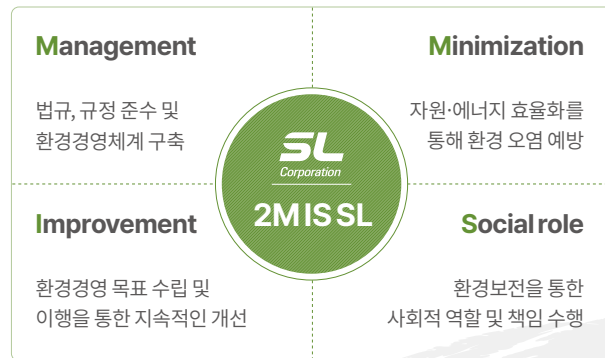 Management
법규, 규정 준수 및
환경경영체계 구축
Minimization
자원·에너지 효율화를
통해 환경 오염 예방
SL
Corporation
2M IS SL
Improvement
환경경영 목표 수립 및
이행을 통한 지속적인 개선
Social role
환경보전을 통한
사회적 역할 및 책임 수행